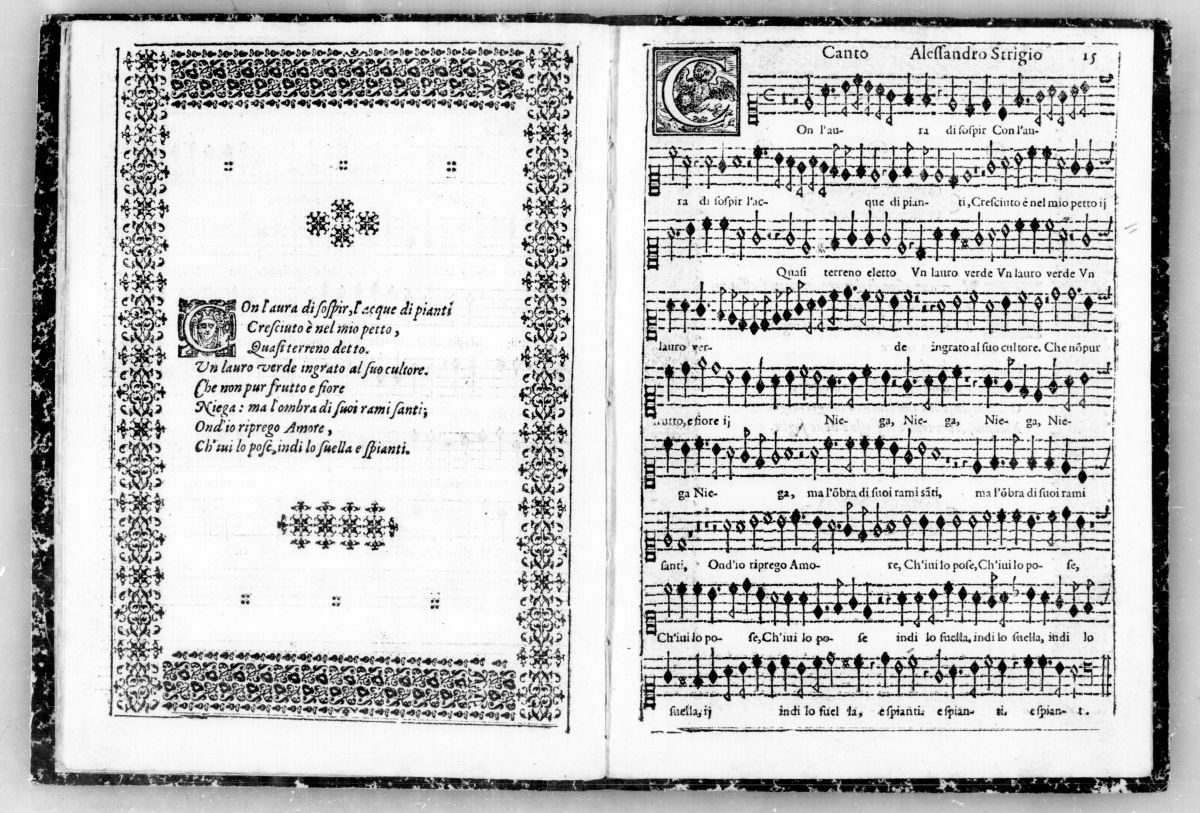 COn l'aura di soſpir, l'acque di pianti
Creſciuto è nel mio petto,
Quaſi terreno detto.
Vn lauro verde ingrato al ſuo cultore.
Che non pur frutto e fiore
Niega: ma l'ombra di ſuoi rami ſanti;
Ond'io riprego Amore,
Ch'iui lo poſe, indi lo ſuella e ſpianti.
Canto Aleſſandro Strigio 15
C
On l'au- ra di ſoſpir Con l'au-
ra di ſoſpir l'ac- que di pian- ti, Creſciuto è nel mio petto ij
Quaſi terreno eletto Vn lauro verde Vn lauro verde Vn
lauro ver- de ingrato al ſuo cultore. Che nõ pur
frutto, e fiore ij Nie- ga, Nie- ga, Nie- ga, Nie-
ga Nie- ga, ma l'õbra di ſuoi rami sãti, ma l'õbra di ſuoi rami
ſanti, Ond'io riprego Amo- re, Ch'iui lo poſe, Ch'iui lo po- ſe,
Ch'iui lo po- ſe, Ch'iui lo po- ſe indi lo ſuella, indi lo ſuella, indi lo
ſuella, ij indi lo ſuel la, e ſpianti. e ſpian- ti. e ſpian- t.